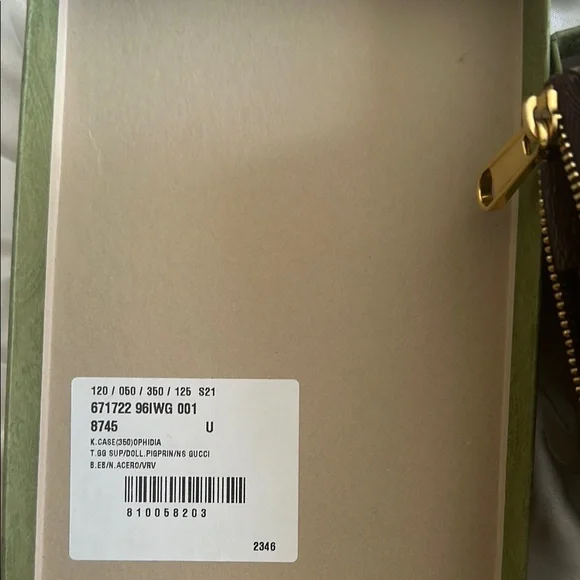 120 / 050 / 350 / 125 S21
671722 96IWG 001
8745 U
K.CASE(350)OPHIDIA
T.GG SUP/DOLL.PIGPRIN/NS GUCCI
B.EB/N.ACERO/VRV
810058203
2346